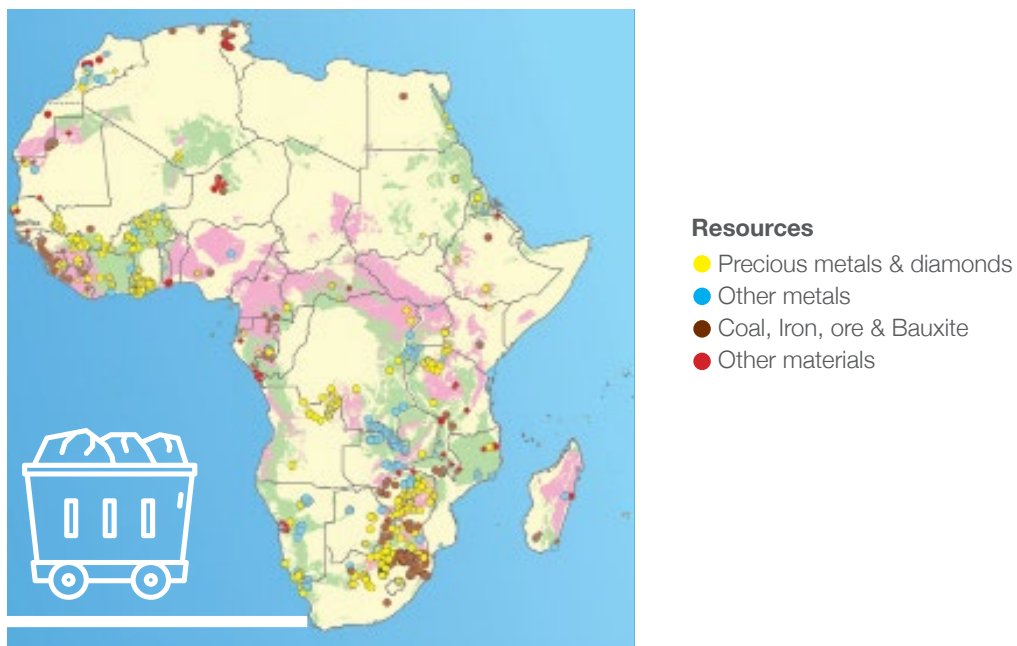 Resources
Precious metals & diamonds
Other metals
Coal, Iron, ore & Bauxite
Other materials